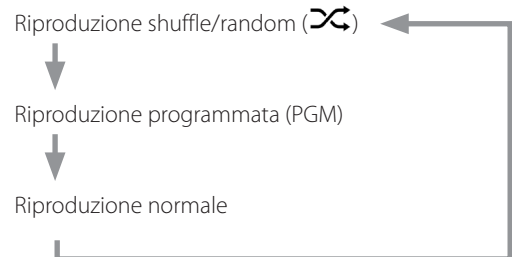 Riproduzione shuffle/random (🔀)
Riproduzione programmata (PGM)
Riproduzione normale